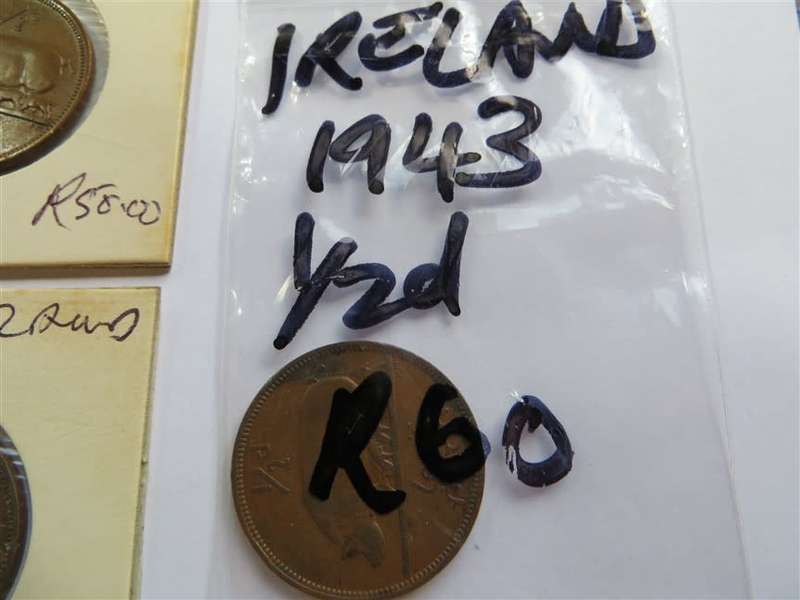 IRELAND
1943
½d
R60
R50.00